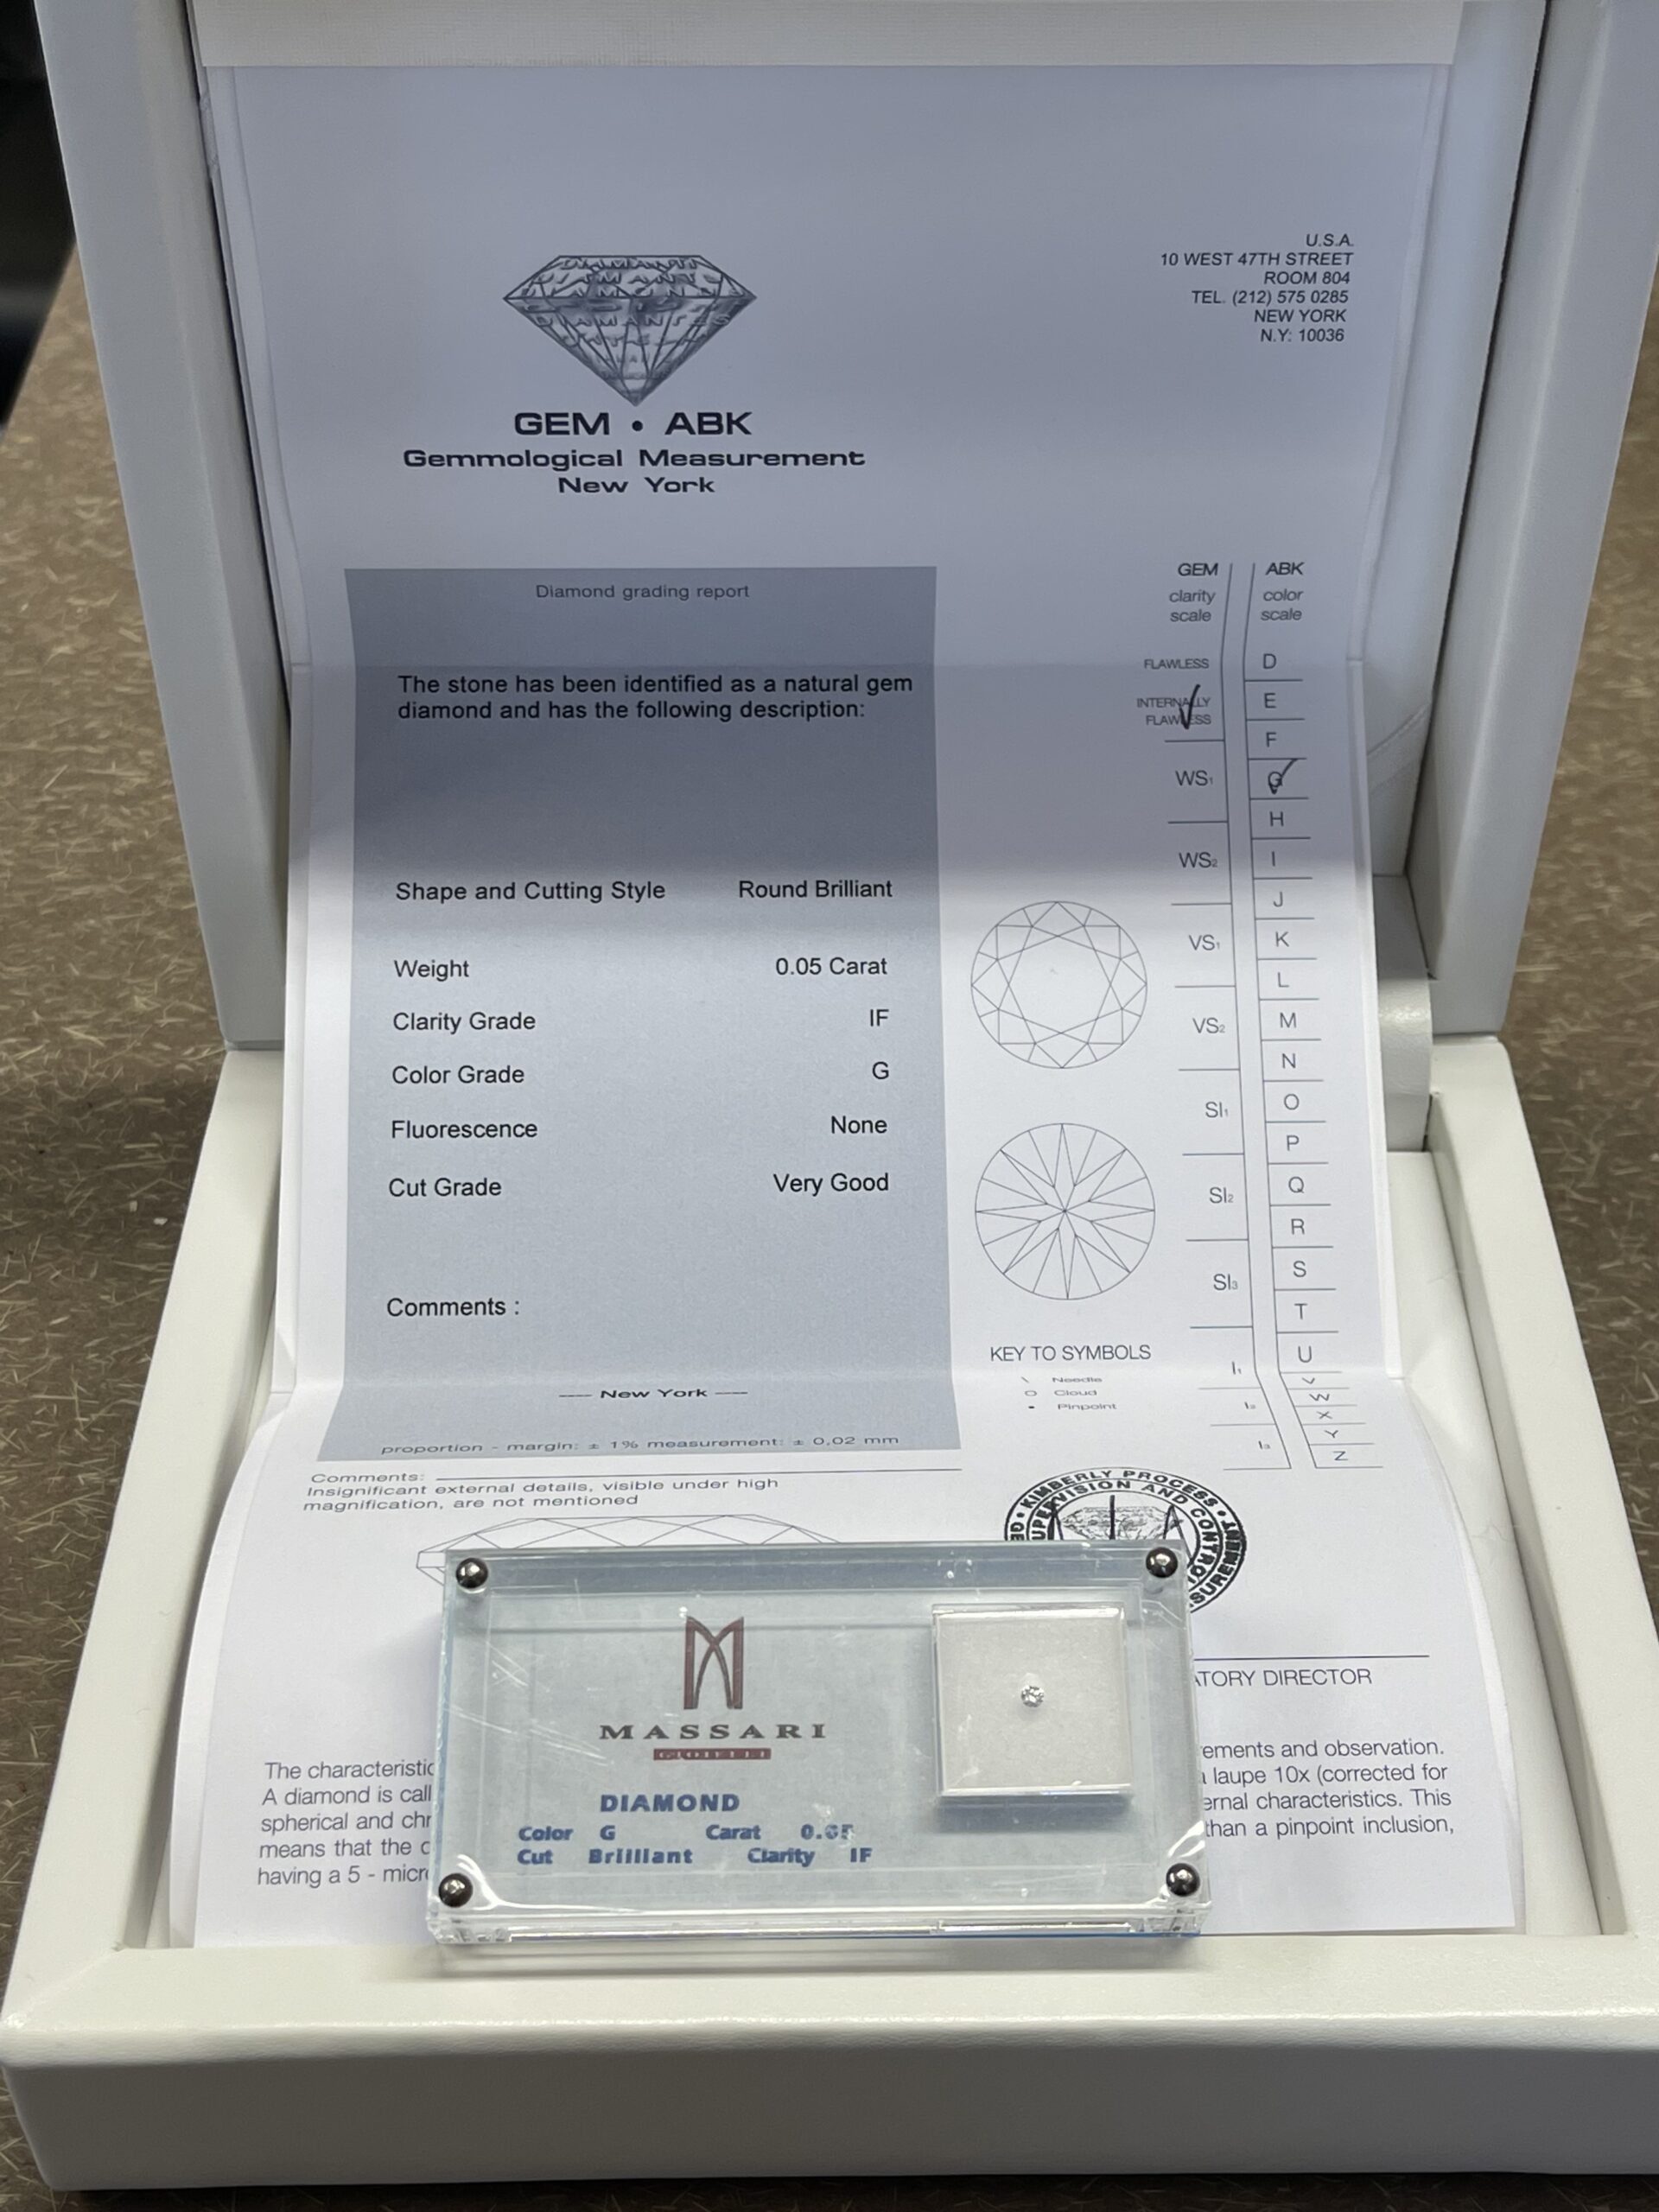 U.S.A.
10 WEST 47TH STREET
ROOM 804
TEL. (212) 575 0285
NEW YORK
N.Y: 10036
GEM • ABK
Gemmological Measurement
New York
Diamond grading report
The stone has been identified as a natural gem
diamond and has the following description:
Shape and Cutting Style Round Brilliant
Weight 0.05 Carat
Clarity Grade IF
Color Grade G
Fluorescence None
Cut Grade Very Good
Comments :
— New York —
proportion - margin: ± 1% measurement: ± 0,02 mm
GEM ABK
clarity color
scale scale
FLAWLESS
INTERNALLY
FLAWLESS
WS1
WS2
VS1
VS2
SI1
SI2
SI3
I1
I2
I3
D
E
F
G
H
I
J
K
L
M
N
O
P
Q
R
S
T
U
V
W
X
Y
Z
KEY TO SYMBOLS
Needle
Cloud
Pinpoint
Comments:
Insignificant external details, visible under high
magnification, are not mentioned
KIMBERLY PROCESS
AND CONTROL
DIRECTOR
The
A diamond is
spherical and
means that the
having a 5 -
and observation.
laupe 10x (corrected for
characteristics. This
than a pinpoint inclusion,
MASSARI
GIOIELLI
DIAMOND
Color G Carat 0.05
Cut Brilliant Clarity IF